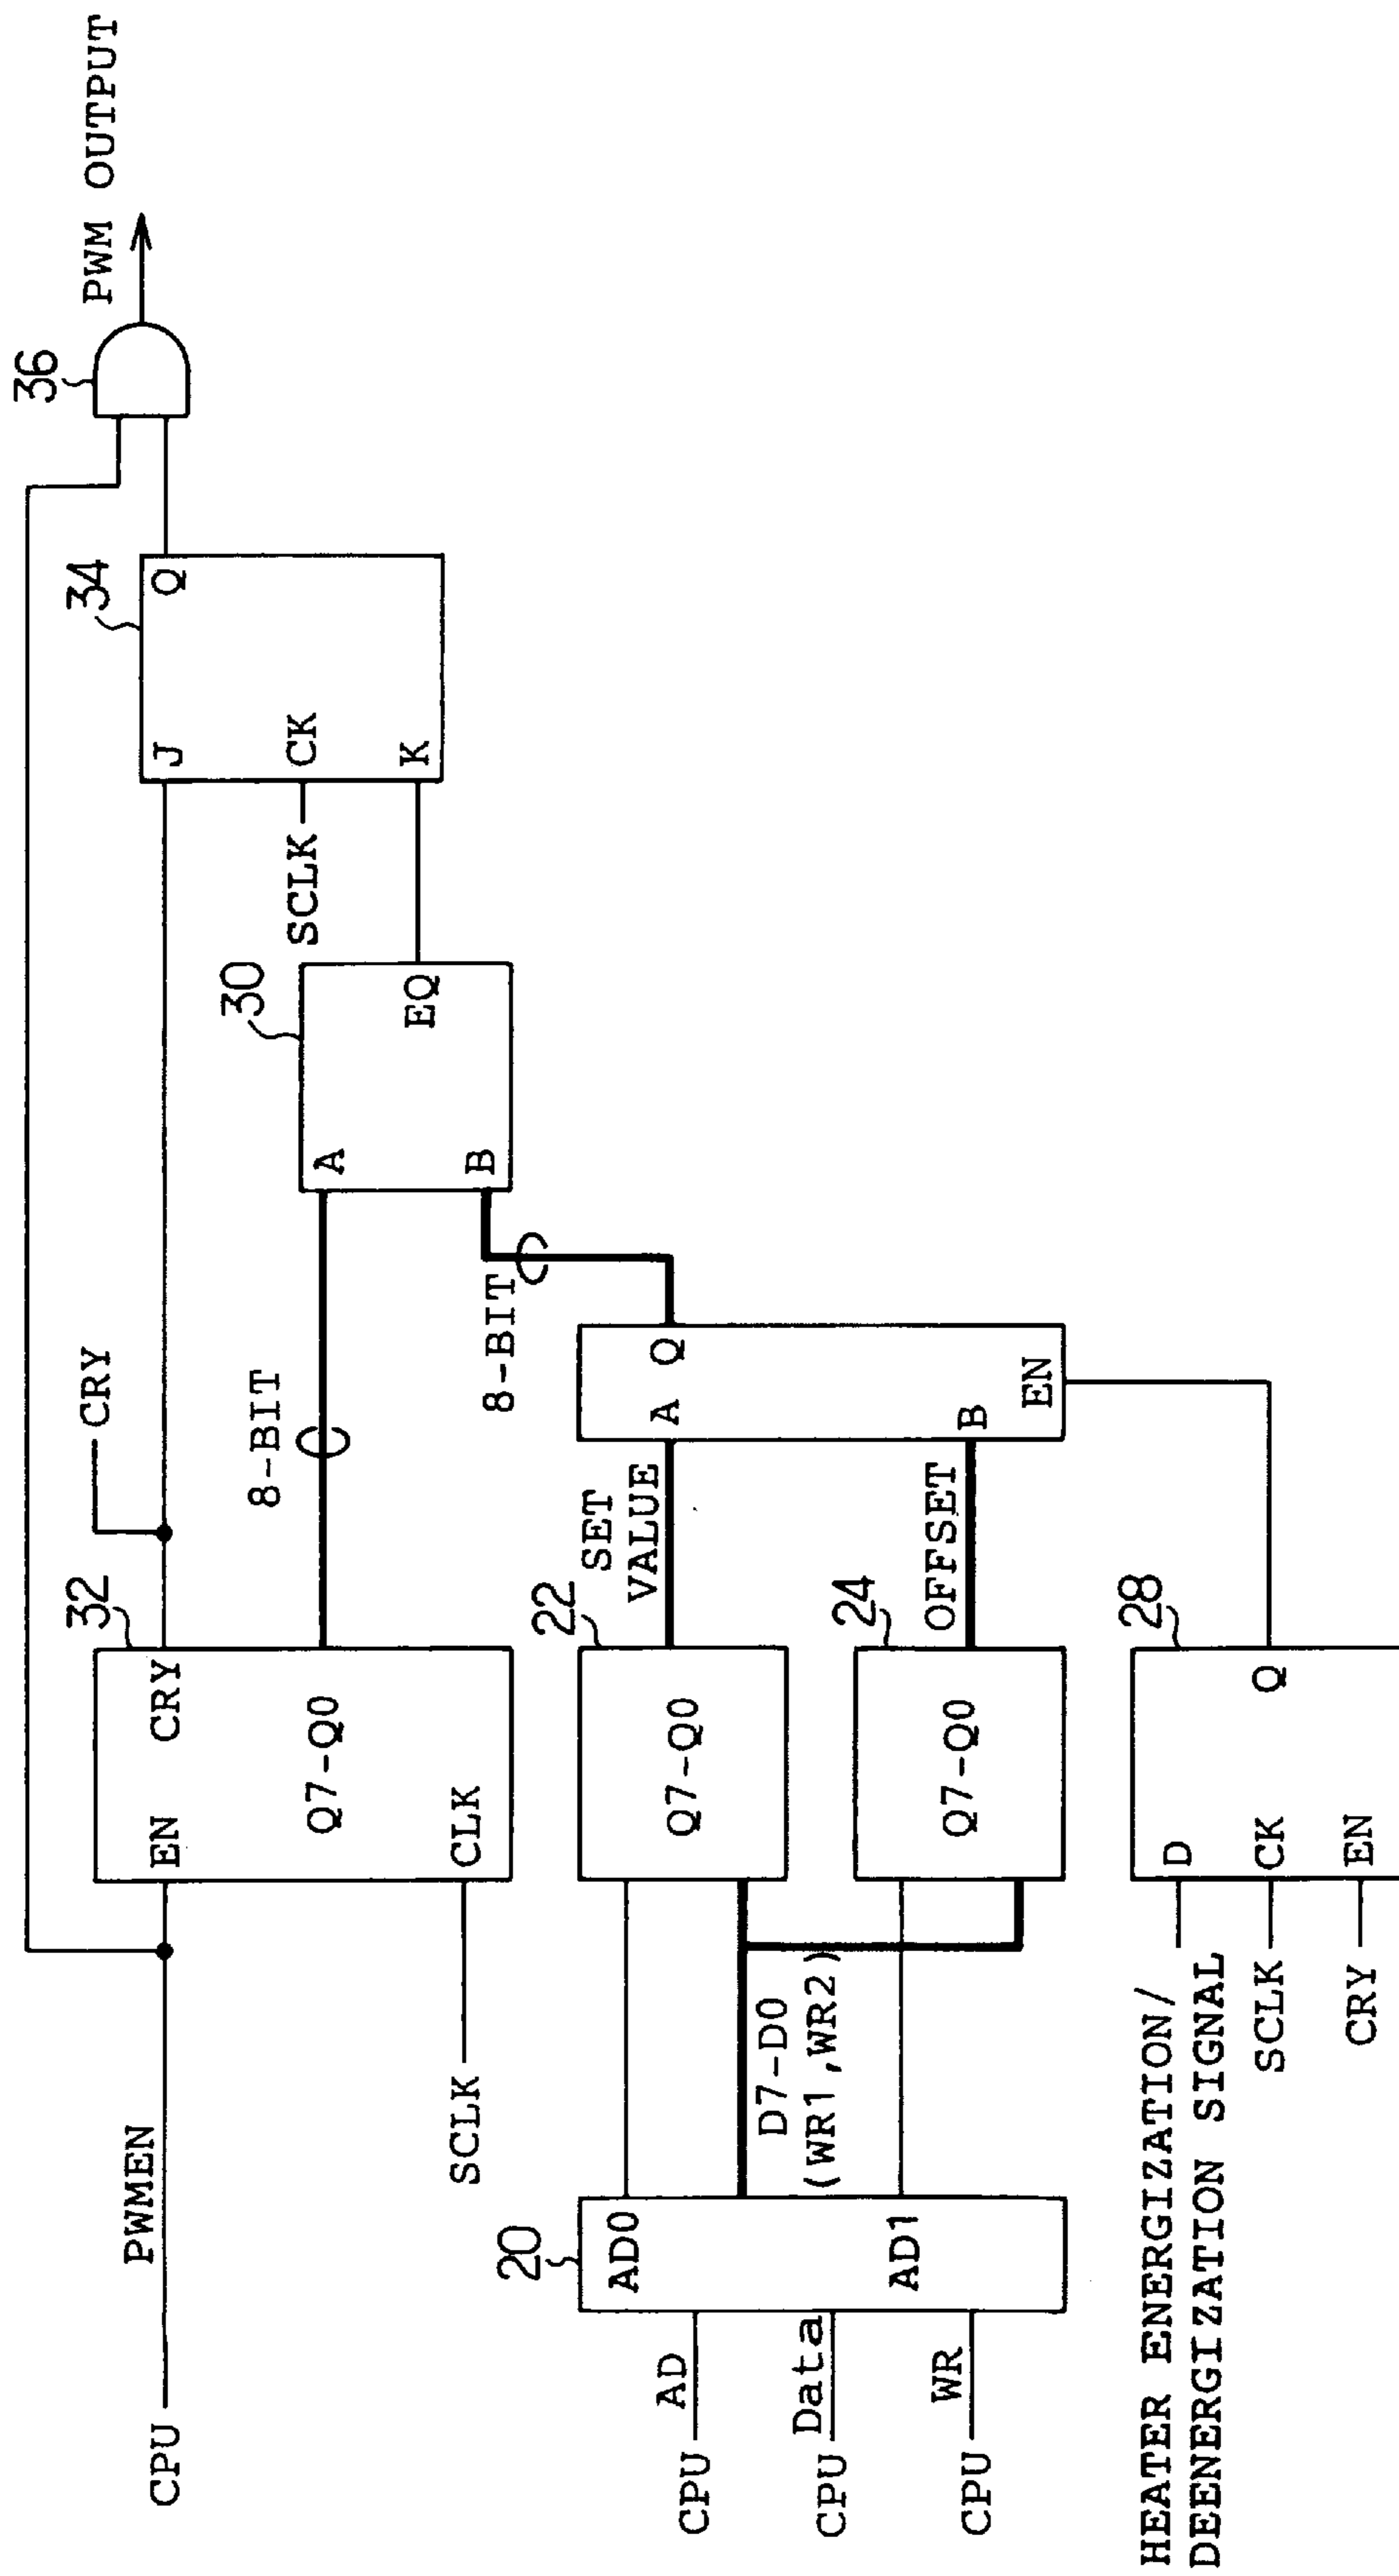 CPU
PWMEN
SCLK
EN
CRY
Q7-Q0
CLK
32
CRY
8-BIT
8-BIT
30
A
B
EQ
SCLK
34
J
CK
K
Q
36
PWM OUTPUT
CPU
AD
CPU
Data
CPU
WR
20
AD0
AD1
D7-D0
(WR1,WR2)
22
Q7-Q0
24
Q7-Q0
SET
VALUE
OFFSET
A
Q
B
EN
HEATER ENERGIZATION/
DEENERGIZATION SIGNAL
SCLK
CRY
28
D
CK
EN
Q